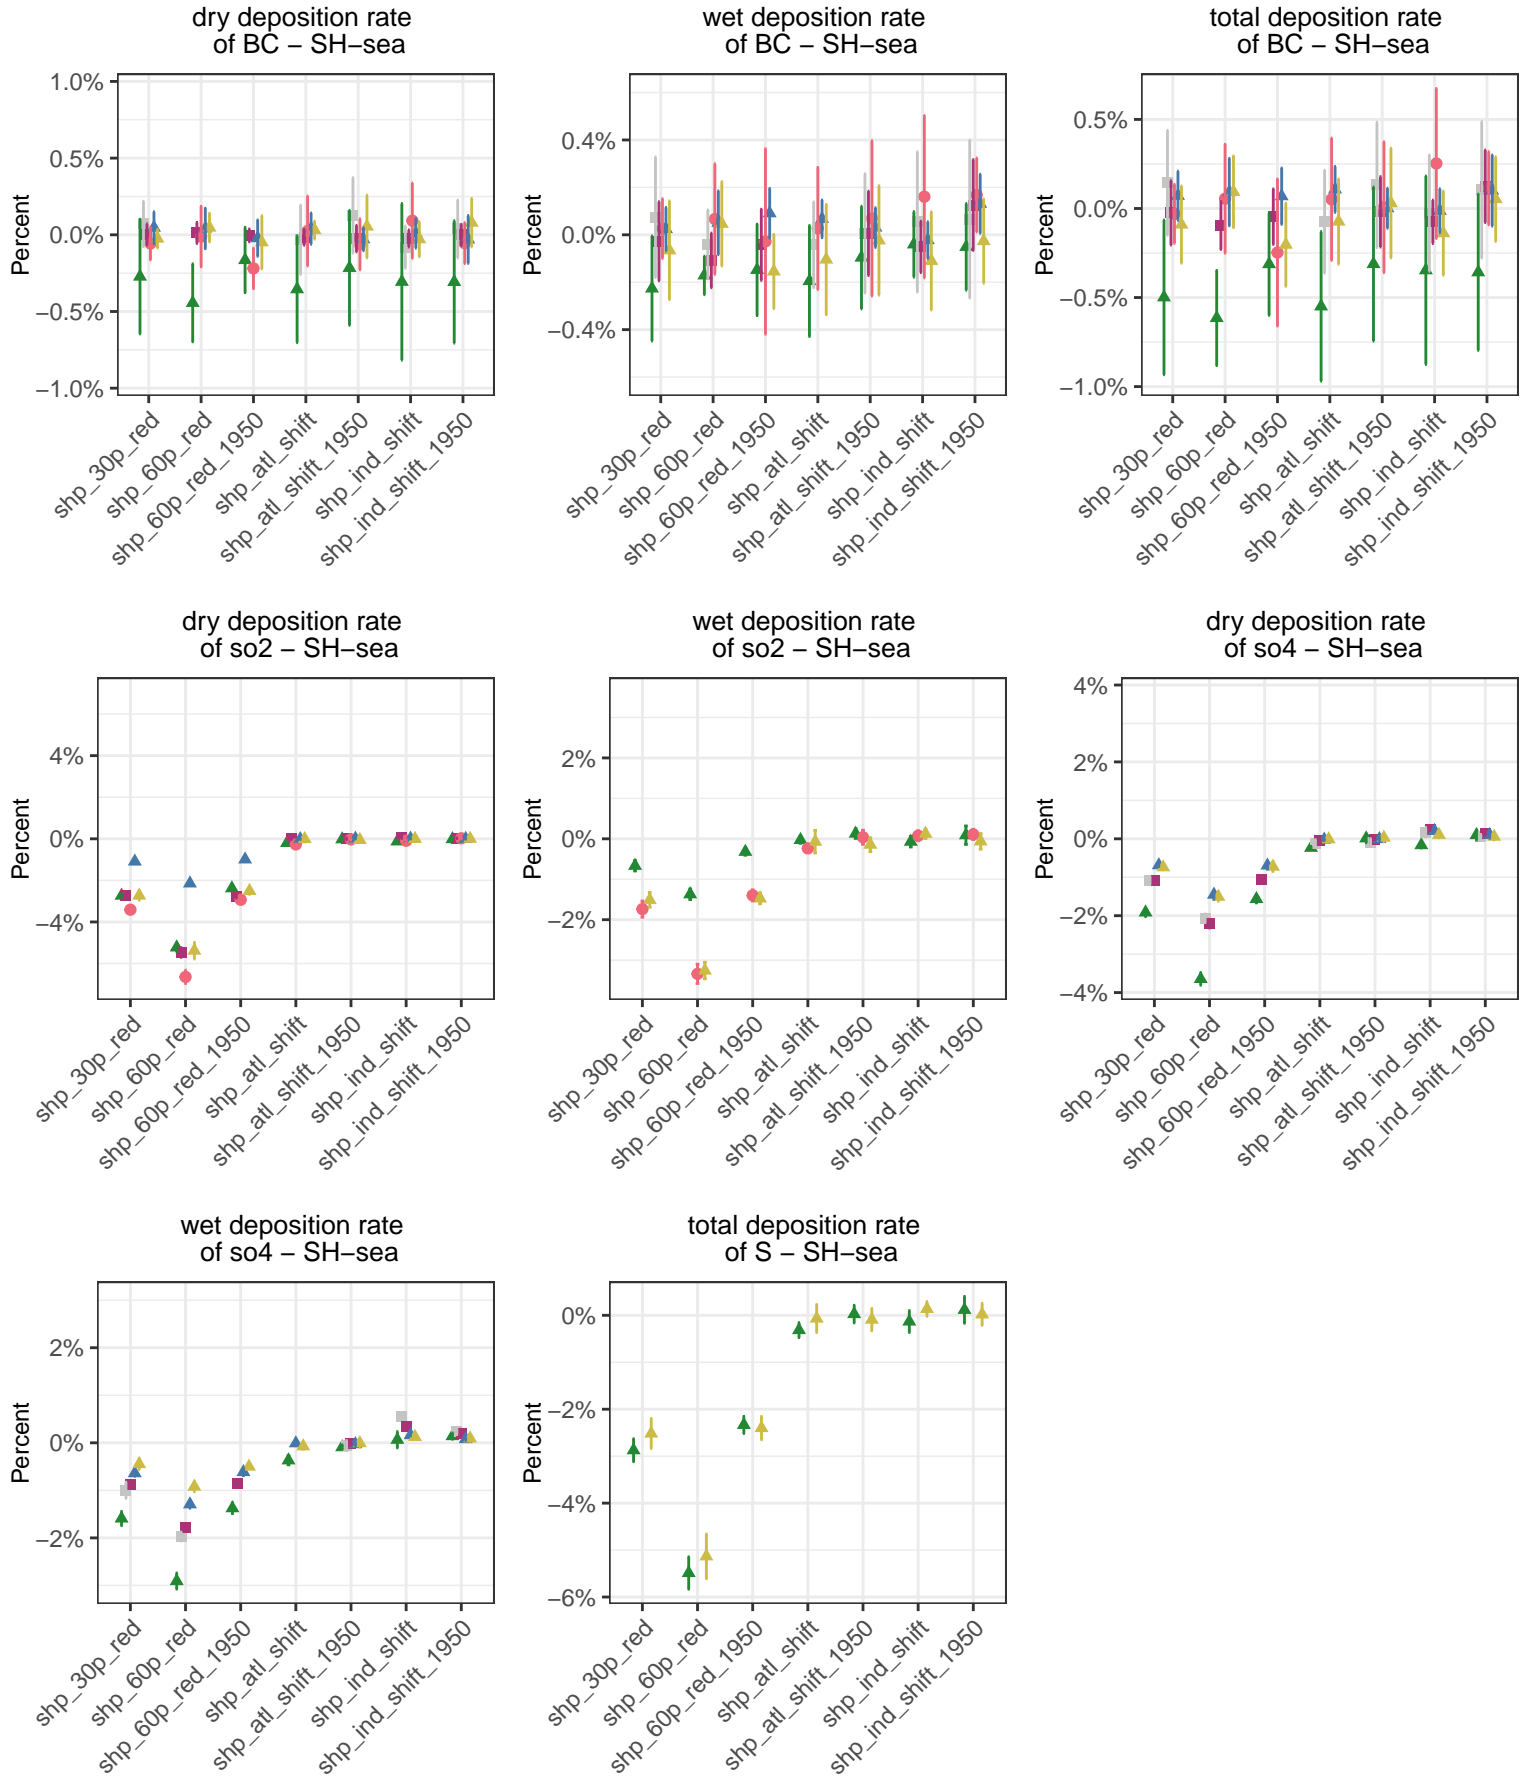 dry deposition rate
of BC − SH−sea
Percent
1.0%
0.5%
0.0%
−0.5%
−1.0%
shp_30p_red
shp_60p_red
shp_60p_red_1950
shp_atl_shift
shp_atl_shift_1950
shp_ind_shift
shp_ind_shift_1950
wet deposition rate
of BC − SH−sea
Percent
0.4%
0.0%
−0.4%
shp_30p_red
shp_60p_red
shp_60p_red_1950
shp_atl_shift
shp_atl_shift_1950
shp_ind_shift
shp_ind_shift_1950
total deposition rate
of BC − SH−sea
Percent
0.5%
0.0%
−0.5%
−1.0%
shp_30p_red
shp_60p_red
shp_60p_red_1950
shp_atl_shift
shp_atl_shift_1950
shp_ind_shift
shp_ind_shift_1950
dry deposition rate
of so2 − SH−sea
Percent
4%
0%
−4%
shp_30p_red
shp_60p_red
shp_60p_red_1950
shp_atl_shift
shp_atl_shift_1950
shp_ind_shift
shp_ind_shift_1950
wet deposition rate
of so2 − SH−sea
Percent
2%
0%
−2%
shp_30p_red
shp_60p_red
shp_60p_red_1950
shp_atl_shift
shp_atl_shift_1950
shp_ind_shift
shp_ind_shift_1950
dry deposition rate
of so4 − SH−sea
Percent
4%
2%
0%
−2%
−4%
shp_30p_red
shp_60p_red
shp_60p_red_1950
shp_atl_shift
shp_atl_shift_1950
shp_ind_shift
shp_ind_shift_1950
wet deposition rate
of so4 − SH−sea
Percent
2%
0%
−2%
shp_30p_red
shp_60p_red
shp_60p_red_1950
shp_atl_shift
shp_atl_shift_1950
shp_ind_shift
shp_ind_shift_1950
total deposition rate
of S − SH−sea
Percent
0%
−2%
−4%
−6%
shp_30p_red
shp_60p_red
shp_60p_red_1950
shp_atl_shift
shp_atl_shift_1950
shp_ind_shift
shp_ind_shift_1950